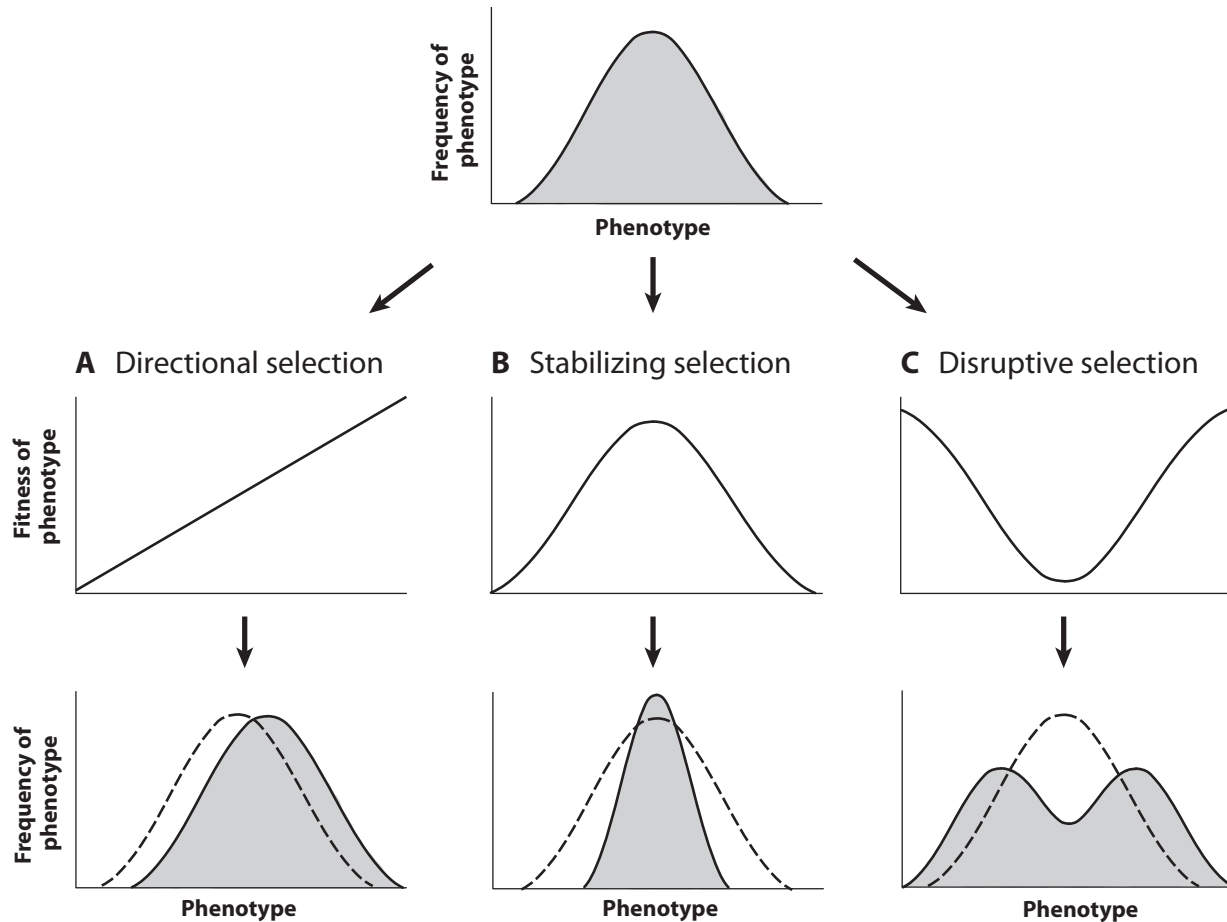 Frequency of
phenotype
Phenotype
A Directional selection
B Stabilizing selection
C Disruptive selection
Fitness of
phenotype
Frequency of
phenotype
Phenotype
Phenotype
Phenotype